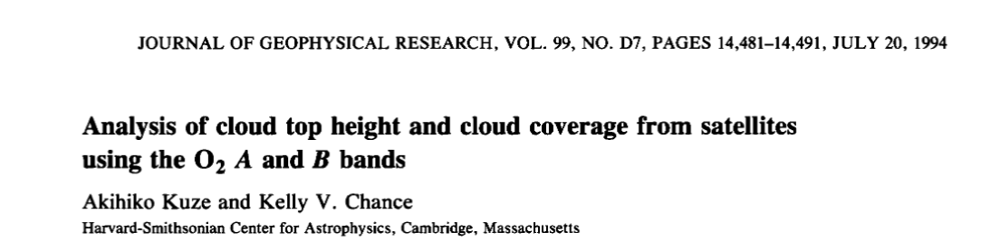 JOURNAL OF GEOPHYSICAL RESEARCH, VOL. 99, NO. D7, PAGES 14,481–14,491, JULY 20, 1994
Analysis of cloud top height and cloud coverage from satellites
using the O₂ A and B bands
Akihiko Kuze and Kelly V. Chance
Harvard-Smithsonian Center for Astrophysics, Cambridge, Massachusetts